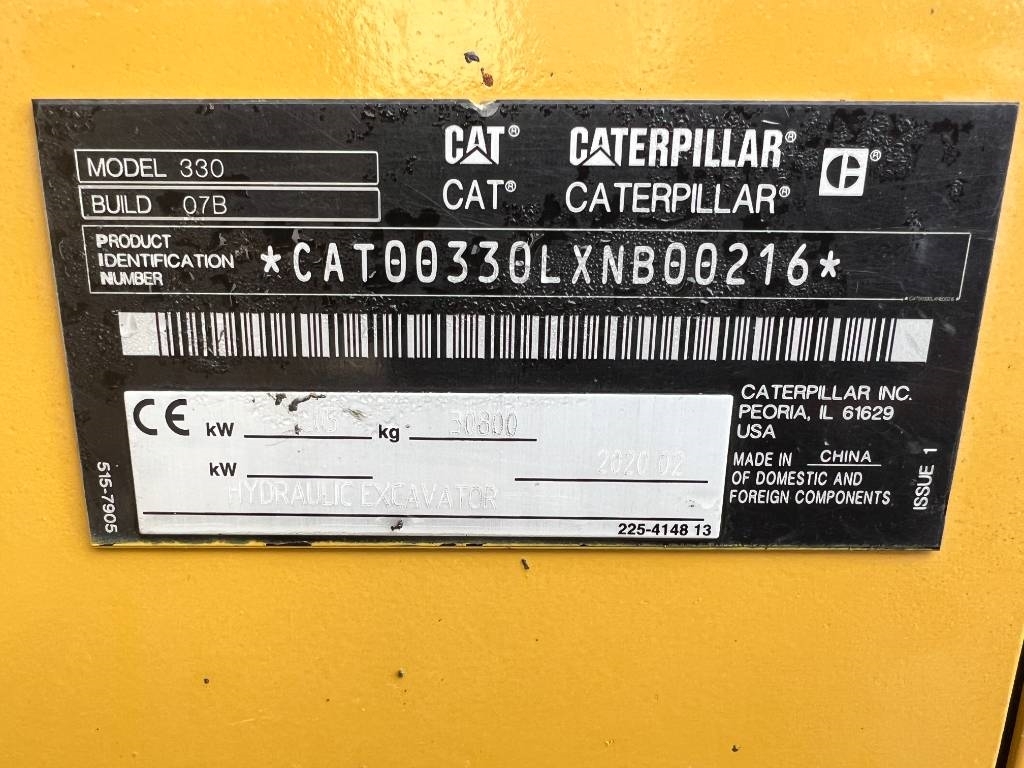 CAT® CATERPILLAR® C®
CAT® CATERPILLAR®
MODEL 330
BUILD 07B
PRODUCT
IDENTIFICATION
NUMBER
*CAT00330LXNB00216*
*CAT00330LXNB00216
CE kW kg 30800
kW 2020 02
HYDRAULIC EXCAVATOR
225-4148 13
CATERPILLAR INC.
PEORIA, IL 61629
USA
MADE IN CHINA
OF DOMESTIC AND
FOREIGN COMPONENTS
515-7905
ISSUE 1